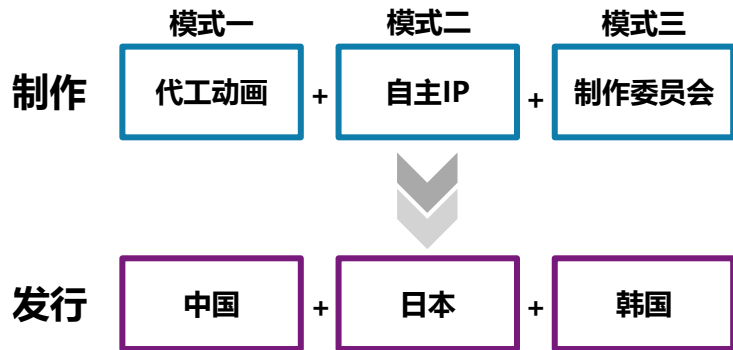 模式一 模式二 模式三
制作 代工动画 + 自主IP + 制作委员会
发行 中国 + 日本 + 韩国